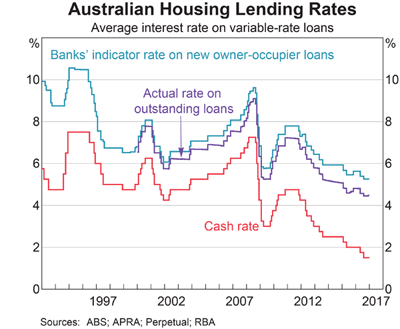 Australian Housing Lending Rates
Average interest rate on variable-rate loans
% %
Banks' indicator rate on new owner-occupier loans
10 10
Actual rate on
outstanding loans
8 8
6 6
4 4
Cash rate
2 2
0 0
1997 2002 2007 2012 2017
Sources: ABS; APRA; Perpetual; RBA